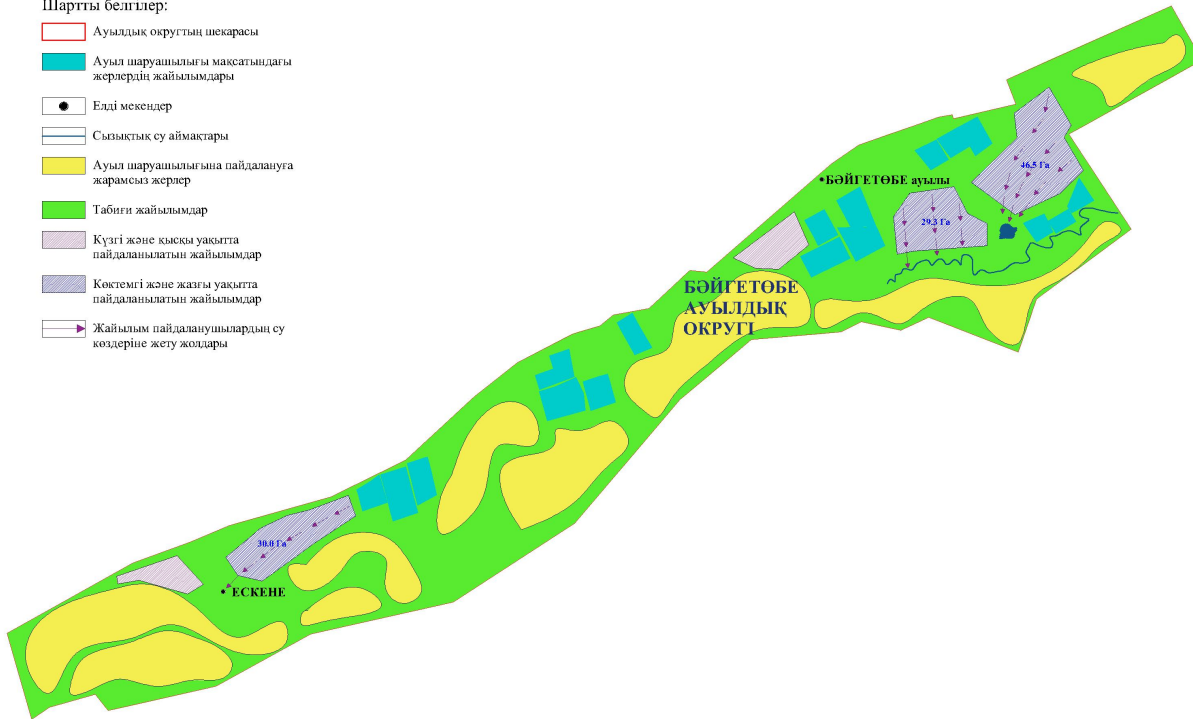 Шартты белгілер:
Ауылдық округтың шекарасы
Ауыл шаруашылығы мақсатындағы
жерлердің жайылымдары
Елді мекендер
Сызықтық су аймақтары
Ауыл шаруашылығына пайдалануға
жарамсыз жерлер
Табиғи жайылымдар
Күзгі және қысқы уақытта
пайдаланылатын жайылымдар
Көктемгі және жазғы уақытта
пайдаланылатын жайылымдар
Жайылым пайдаланушылардың су
көздеріне жету жолдары
46.5 Га
БӘЙГЕТӨБЕ ауылы
29.3 Га
БӘЙГЕТӨБЕ
АУЫЛДЫҚ
ОКРУГІ
30.0 Га
ЕСКЕНЕ